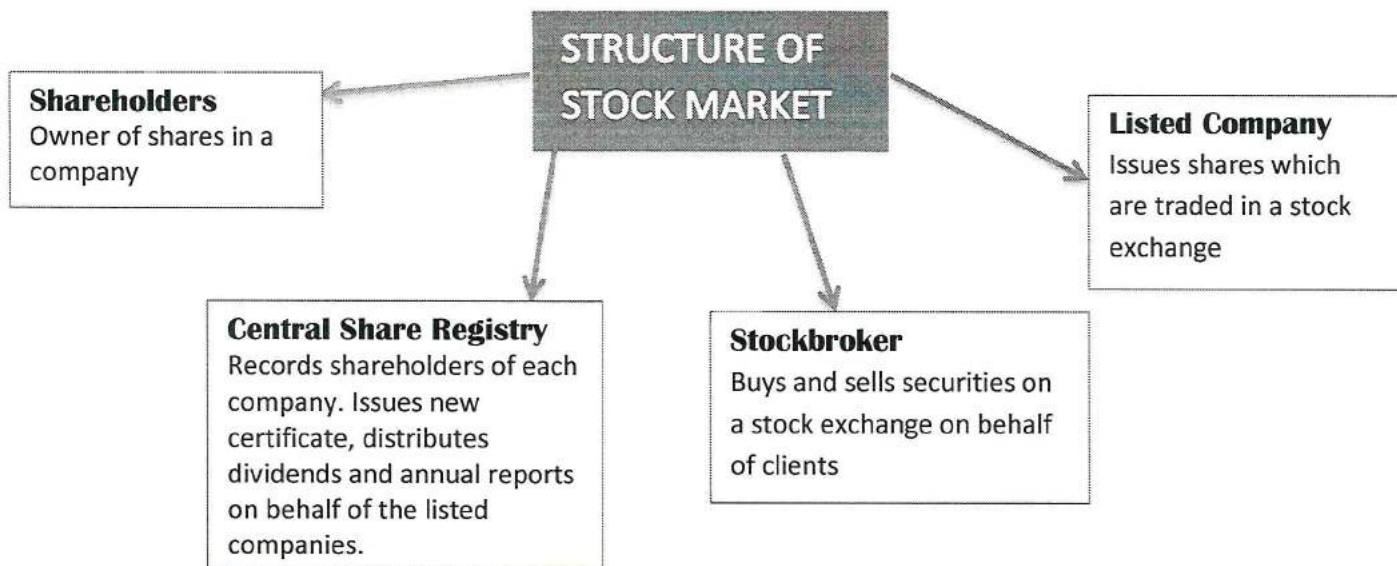 STRUCTURE OF
STOCK MARKET
Shareholders
Owner of shares in a
company
Listed Company
Issues shares which
are traded in a stock
exchange
Central Share Registry
Records shareholders of each
company. Issues new
certificate, distributes
dividends and annual reports
on behalf of the listed
companies.
Stockbroker
Buys and sells securities on
a stock exchange on behalf
of clients